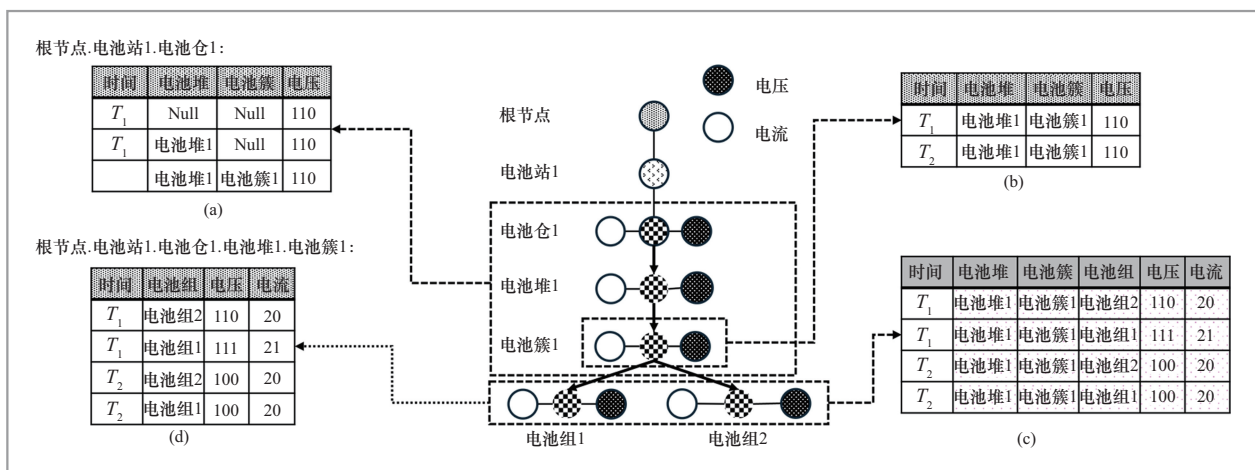 根节点.电池站1.电池仓1:
时间 电池堆 电池簇 电压
T1 Null Null 110
T1 电池堆1 Null 110
电池堆1 电池簇1 110
(a)
根节点.电池站1.电池仓1.电池堆1.电池簇1:
时间 电池组 电压 电流
T1 电池组2 110 20
T1 电池组1 111 21
T2 电池组2 100 20
T2 电池组1 100 20
(d)
电压
电流
根节点
电池站1
电池仓1
电池堆1
电池簇1
电池组1 电池组2
时间 电池堆 电池簇 电压
T1 电池堆1 电池簇1 110
T2 电池堆1 电池簇1 110
(b)
时间 电池堆 电池簇 电池组 电压 电流
T1 电池堆1 电池簇1 电池组2 110 20
T1 电池堆1 电池簇1 电池组1 111 21
T2 电池堆1 电池簇1 电池组2 100 20
T2 电池堆1 电池簇1 电池组1 100 20
(c)